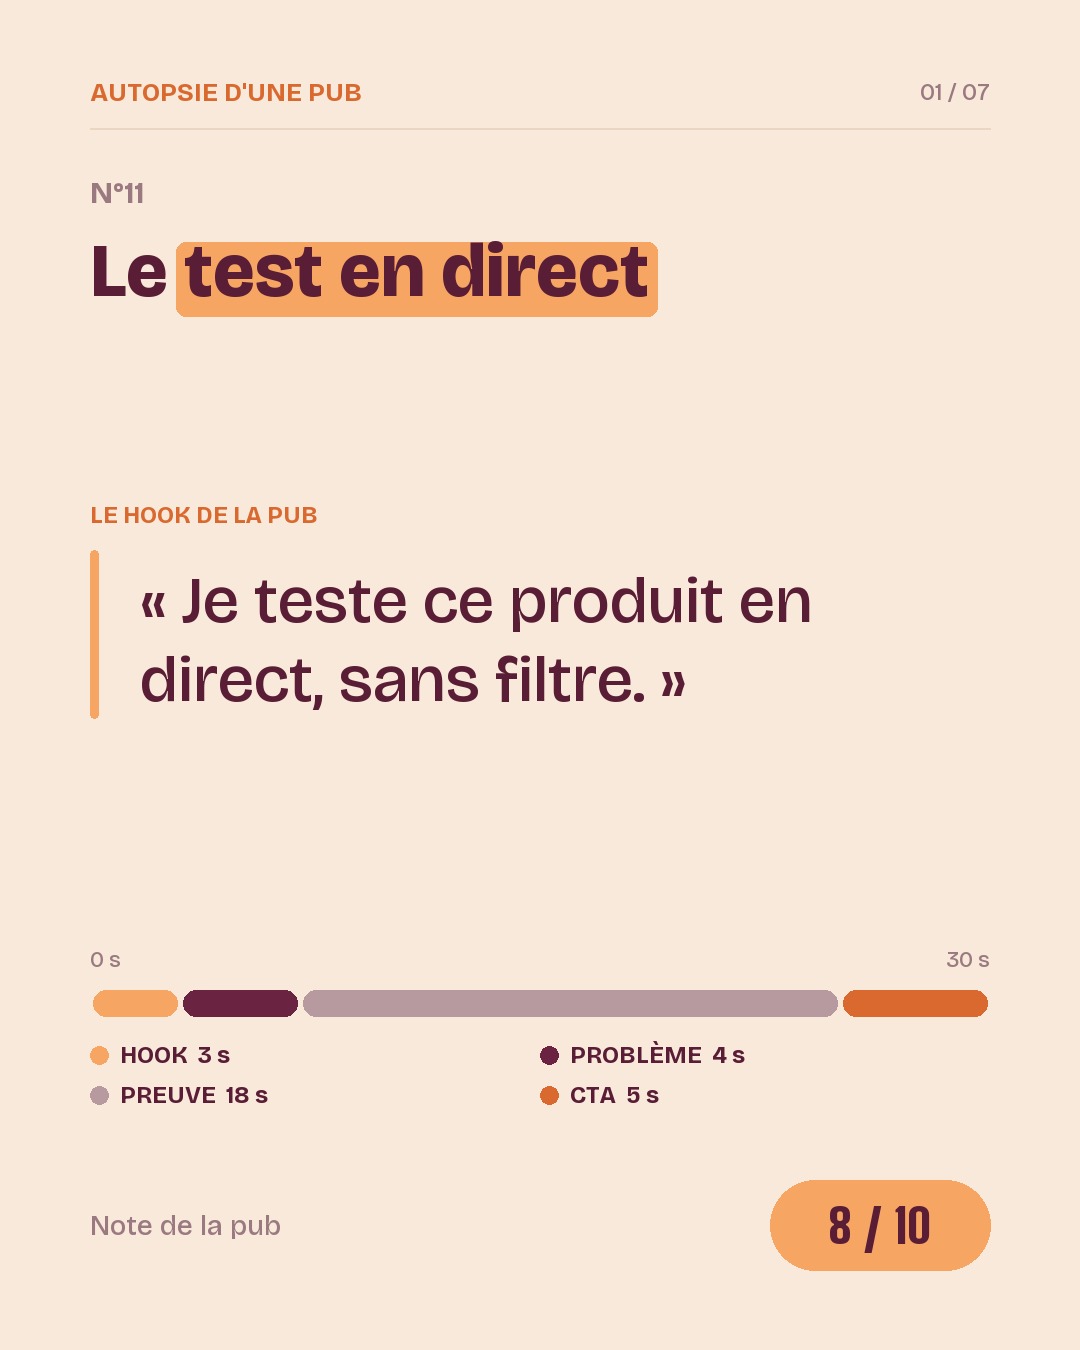 AUTOPSIE D'UNE PUB
01 / 07
N°11
Le test en direct
LE HOOK DE LA PUB
« Je teste ce produit en
direct, sans filtre. »
0 s
30 s
HOOK 3 s
PROBLÈME 4 s
PREUVE 18 s
CTA 5 s
Note de la pub
8 / 10